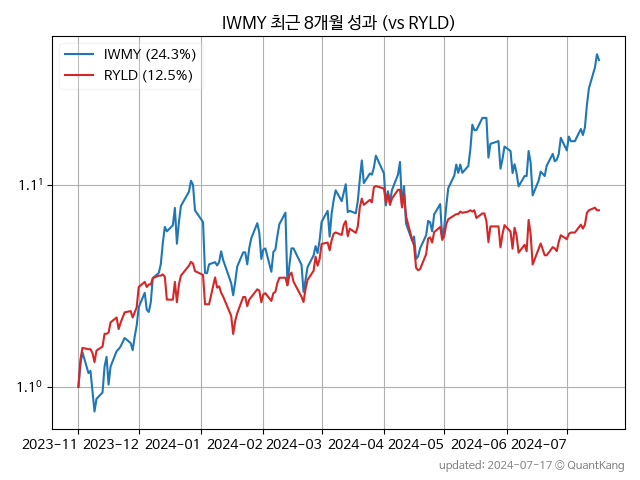 IWMY 최근 8개월 성과 (vs RYLD)
IWMY (24.3%)
RYLD (12.5%)
1.1¹
1.1⁰
2023-11 2023-12 2024-01 2024-02 2024-03 2024-04 2024-05 2024-06 2024-07
updated: 2024-07-17 © QuantKang